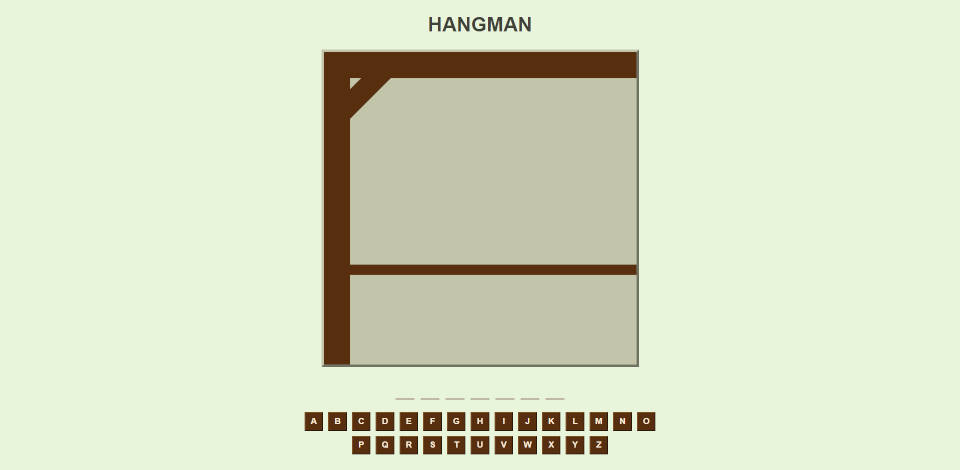 HANGMAN
_ _ _ _ _ _ _
A B C D E F G H I J K L M N O
P Q R S T U V W X Y Z